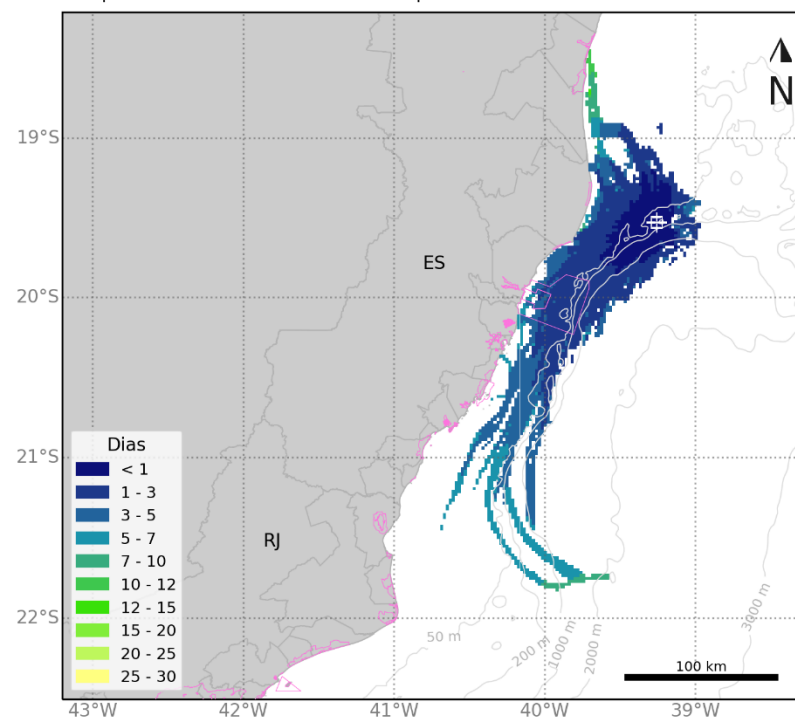 N
19°S
20°S
21°S
22°S
ES
RJ
Dias
< 1
1 - 3
3 - 5
5 - 7
7 - 10
10 - 12
12 - 15
15 - 20
20 - 25
25 - 30
50 m
200 m
1000 m
2000 m
3000 m
100 km
43°W
42°W
41°W
40°W
39°W